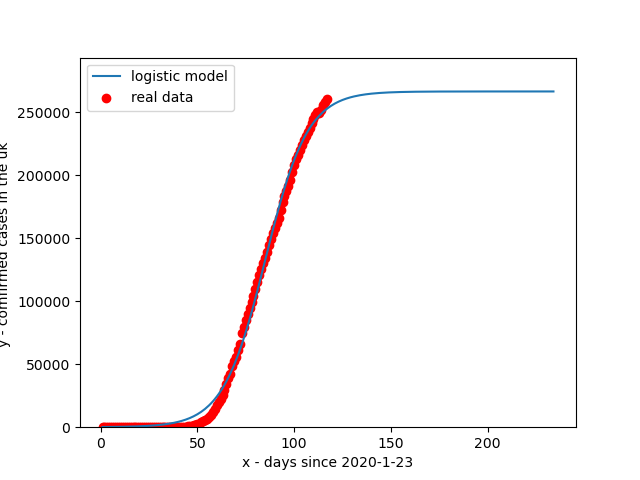 logistic model
real data
250000
200000
150000
100000
50000
0
y - comfirmed cases in the uk
0 50 100 150 200
x - days since 2020-1-23